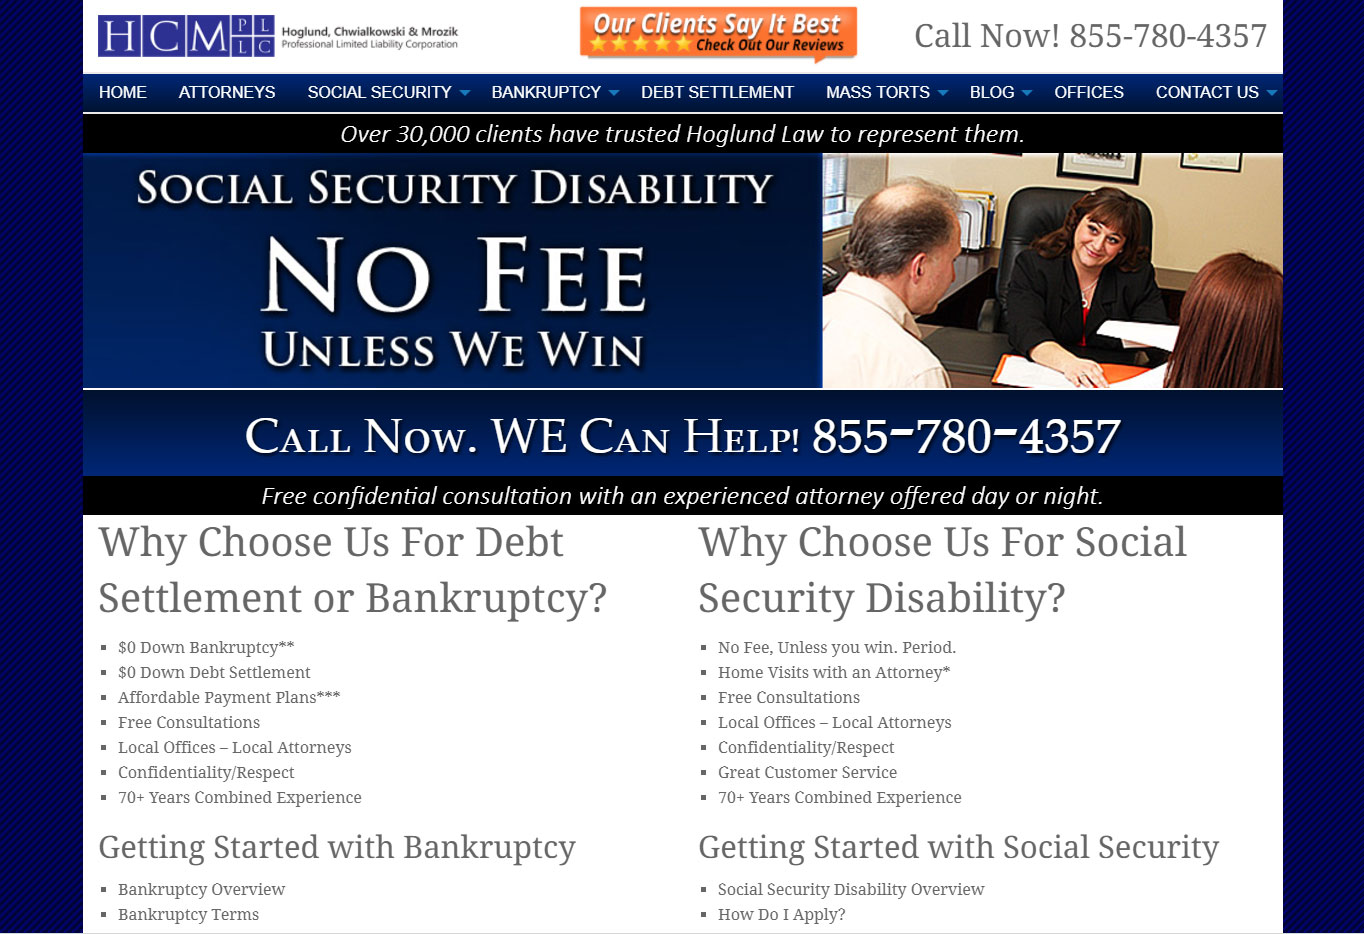 HCM PL LC
Hoglund, Chwialkowski & Mrozik
Professional Limited Liability Corporation
Our Clients Say It Best
Check Out Our Reviews
Call Now! 855-780-4357
HOME ATTORNEYS SOCIAL SECURITY BANKRUPTCY DEBT SETTLEMENT MASS TORTS BLOG OFFICES CONTACT US
Over 30,000 clients have trusted Hoglund Law to represent them.
SOCIAL SECURITY DISABILITY
NO FEE
UNLESS WE WIN
CALL NOW. WE CAN HELP! 855-780-4357
Free confidential consultation with an experienced attorney offered day or night.
Why Choose Us For Debt
Settlement or Bankruptcy?
$0 Down Bankruptcy**
$0 Down Debt Settlement
Affordable Payment Plans***
Free Consultations
Local Offices – Local Attorneys
Confidentiality/Respect
70+ Years Combined Experience
Getting Started with Bankruptcy
Bankruptcy Overview
Bankruptcy Terms
Why Choose Us For Social
Security Disability?
No Fee, Unless you win. Period.
Home Visits with an Attorney*
Free Consultations
Local Offices – Local Attorneys
Confidentiality/Respect
Great Customer Service
70+ Years Combined Experience
Getting Started with Social Security
Social Security Disability Overview
How Do I Apply?